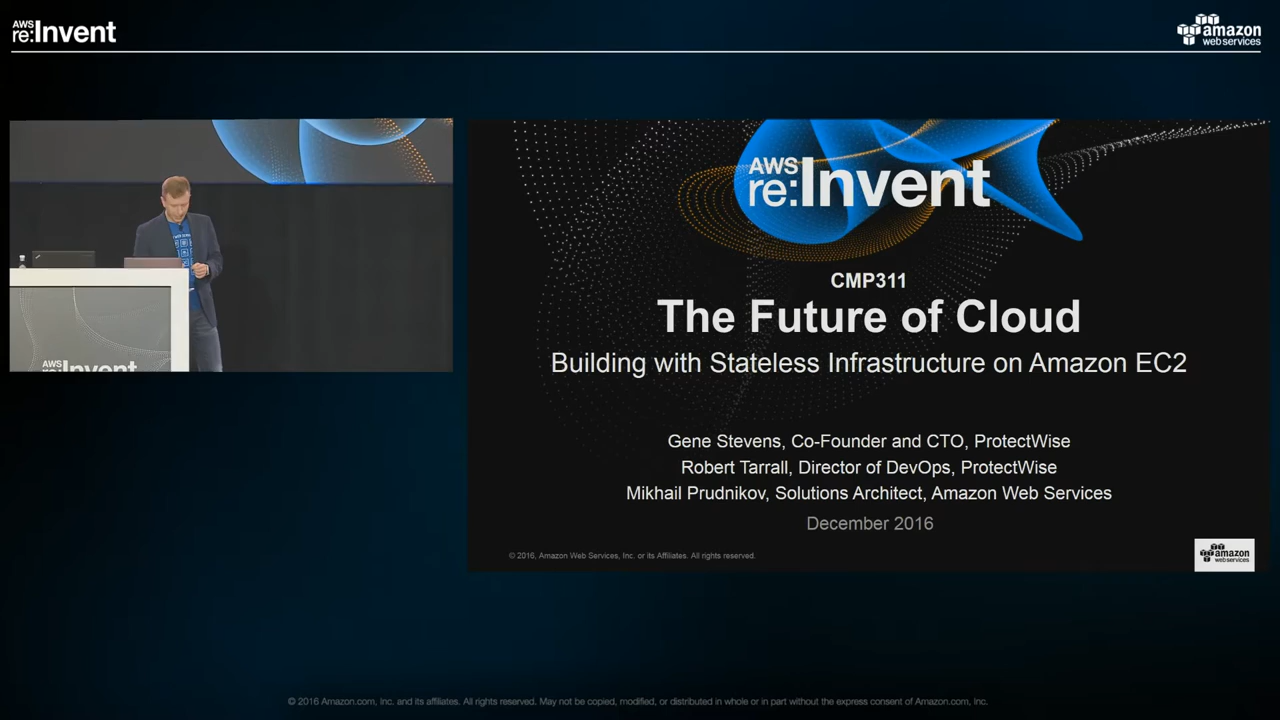 AWS
re:Invent
amazon
web services
AWS
re:Invent
CMP311
The Future of Cloud
Building with Stateless Infrastructure on Amazon EC2
Gene Stevens, Co-Founder and CTO, ProtectWise
Robert Tarrall, Director of DevOps, ProtectWise
Mikhail Prudnikov, Solutions Architect, Amazon Web Services
December 2016
© 2016, Amazon Web Services, Inc. or its Affiliates. All rights reserved.
amazon
web services
AWS
re:Invent
© 2016 Amazon.com, Inc. and its affiliates. All rights reserved. May not be copied, modified, or distributed in whole or in part without the express consent of Amazon.com, inc.